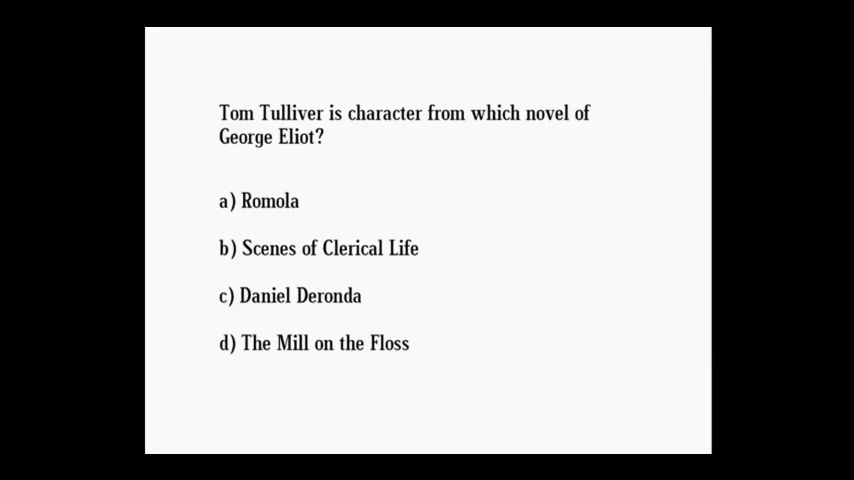 Tom Tulliver is character from which novel of
George Eliot?
a) Romola
b) Scenes of Clerical Life
c) Daniel Deronda
d) The Mill on the Floss